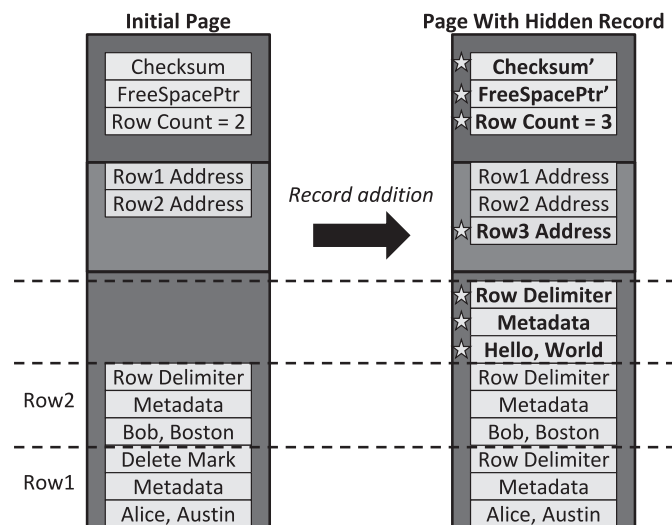 Initial Page
Checksum
FreeSpacePtr
Row Count = 2
Row1 Address
Row2 Address
Row Delimiter
Metadata
Bob, Boston
Delete Mark
Metadata
Alice, Austin
Row2
Row1
Record addition
Page With Hidden Record
Checksum’
FreeSpacePtr’
Row Count = 3
Row1 Address
Row2 Address
Row3 Address
Row Delimiter
Metadata
Hello, World
Row Delimiter
Metadata
Bob, Boston
Row Delimiter
Metadata
Alice, Austin